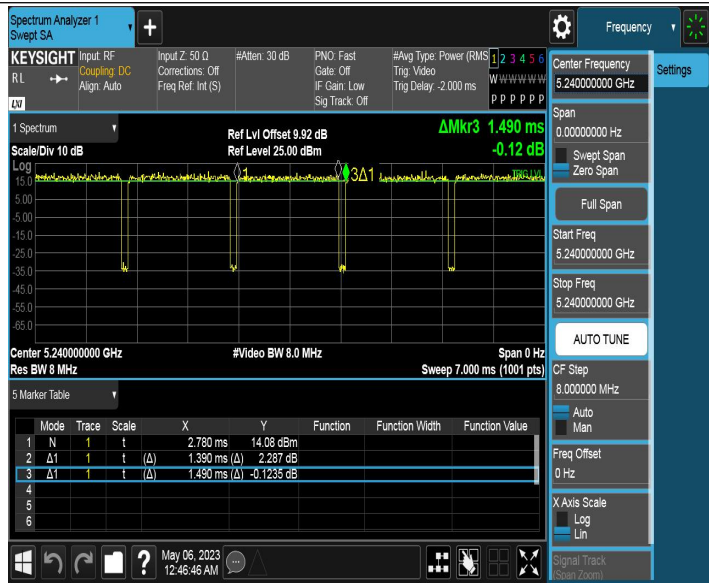 Spectrum Analyzer 1
Swept SA
+
Frequency
KEYSIGHT
RL
LXI
Input: RF
Coupling: DC
Align: Auto
Input Z: 50 Ω
Corrections: Off
Freq Ref: Int (S)
#Atten: 30 dB
PNO: Fast
Gate: Off
IF Gain: Low
Sig Track: Off
#Avg Type: Power (RMS
Trig: Video
Trig Delay: -2.000 ms
1 2 3 4 5 6
W W W W W W
P P P P P P
1 Spectrum
Scale/Div 10 dB
Ref Lvl Offset 9.92 dB
Ref Level 25.00 dBm
ΔMkr3 1.490 ms
-0.12 dB
Log
15.0
5.00
-5.00
-15.0
-25.0
-35.0
-45.0
-55.0
-65.0
1
3Δ1
TRIG LVL
Center 5.240000000 GHz
#Video BW 8.0 MHz
Span 0 Hz
Res BW 8 MHz
Sweep 7.000 ms (1001 pts)
5 Marker Table
Mode Trace Scale X Y Function Function Width Function Value
1 N 1 t 2.780 ms 14.08 dBm
2 Δ1 1 t (Δ) 1.390 ms (Δ) 2.287 dB
3 Δ1 1 t (Δ) 1.490 ms (Δ) -0.1235 dB
4
5
6
May 06, 2023
12:46:46 AM
Center Frequency
5.240000000 GHz
Settings
Span
0.00000000 Hz
Swept Span
Zero Span
Full Span
Start Freq
5.240000000 GHz
Stop Freq
5.240000000 GHz
AUTO TUNE
CF Step
8.000000 MHz
Auto
Man
Freq Offset
0 Hz
X Axis Scale
Log
Lin
Signal Track
(Span Zoom)